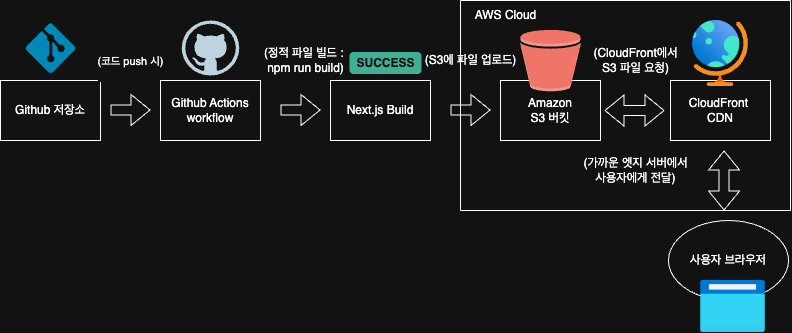 AWS Cloud
(코드 push 시)
(정적 파일 빌드 :
npm run build)
SUCCESS
(S3에 파일 업로드)
(CloudFront에서
S3 파일 요청)
Github 저장소
Github Actions
workflow
Next.js Build
Amazon
S3 버킷
CloudFront
CDN
(가까운 엣지 서버에서
사용자에게 전달)
사용자 브라우저